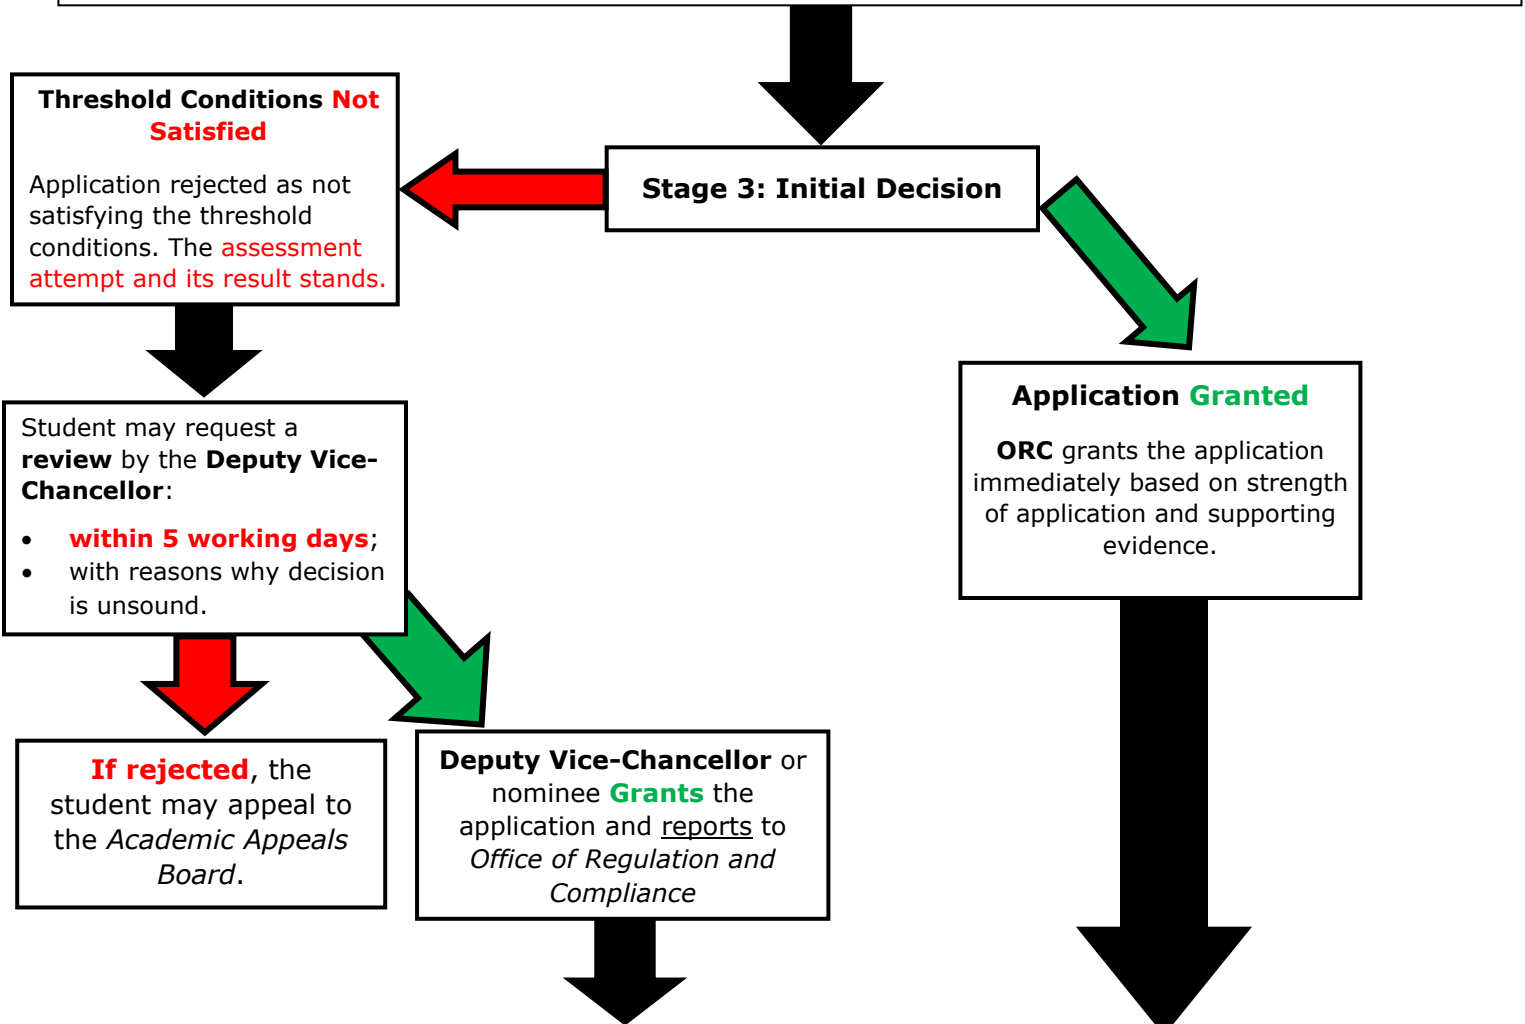 Threshold Conditions Not
Satisfied
Application rejected as not
satisfying the threshold
conditions. The assessment
attempt and its result stands.
Stage 3: Initial Decision
Application Granted
ORC grants the application
immediately based on strength
of application and supporting
evidence.
Student may request a
review by the Deputy Vice-
Chancellor:
• within 5 working days;
• with reasons why decision
is unsound.
If rejected, the
student may appeal to
the Academic Appeals
Board.
Deputy Vice-Chancellor or
nominee Grants the
application and reports to
Office of Regulation and
Compliance